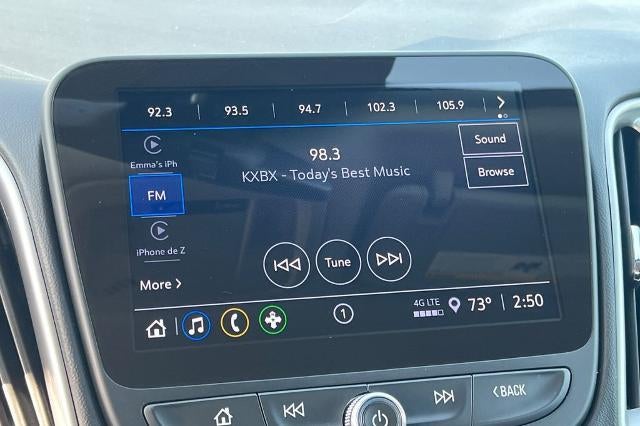 92.3 93.5 94.7 102.3 105.9
Emma's iPh
98.3
Sound
KXBX - Today's Best Music
Browse
FM
iPhone de Z
Tune
More
1
4G LTE
73°
2:50
BACK